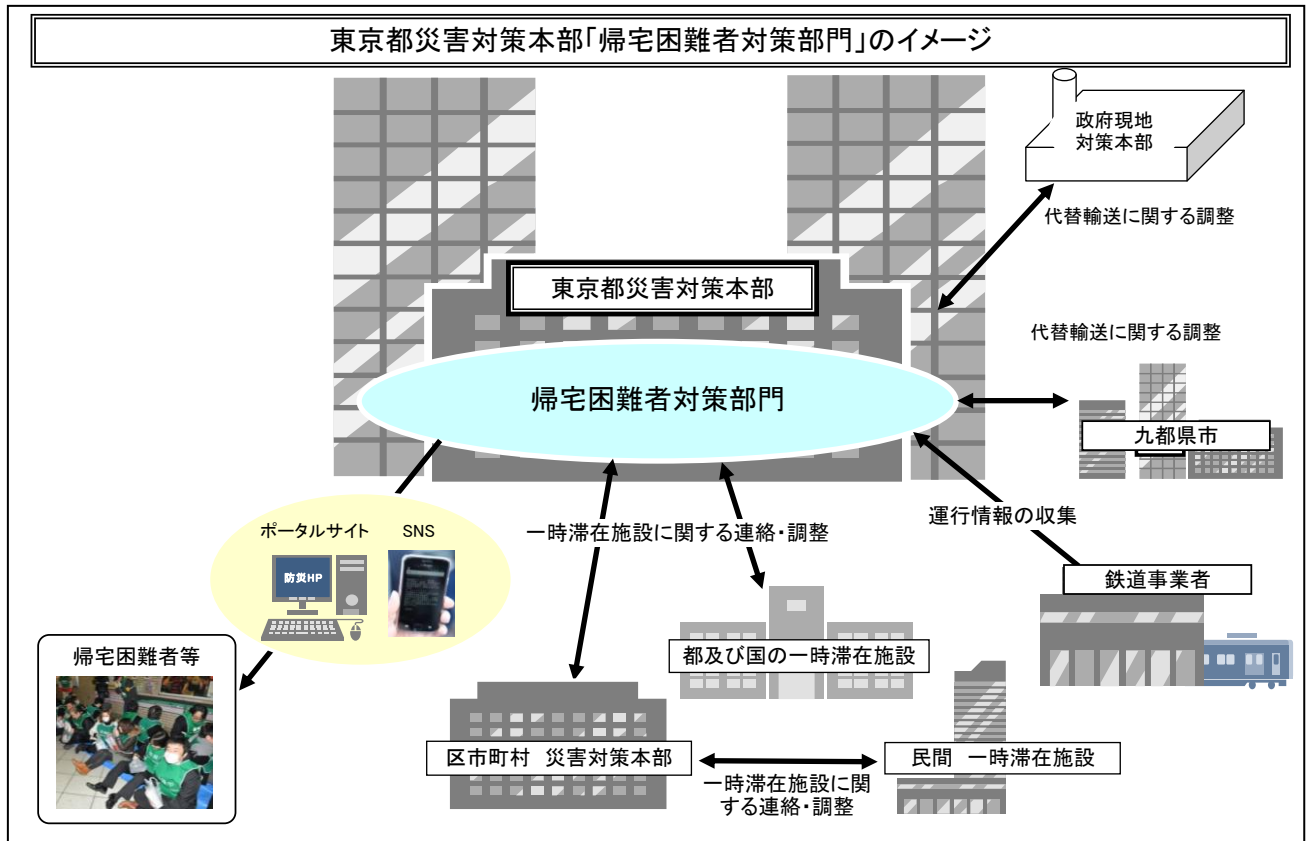 東京都災害対策本部「帰宅困難者対策部門」のイメージ
政府現地
対策本部
代替輸送に関する調整
東京都災害対策本部
代替輸送に関する調整
帰宅困難者対策部門
九都県市
運行情報の収集
ポータルサイト SNS
一時滞在施設に関する連絡・調整
防災HP
鉄道事業者
帰宅困難者等
都及び国の一時滞在施設
区市町村 災害対策本部
民間 一時滞在施設
一時滞在施設に関
する連絡・調整